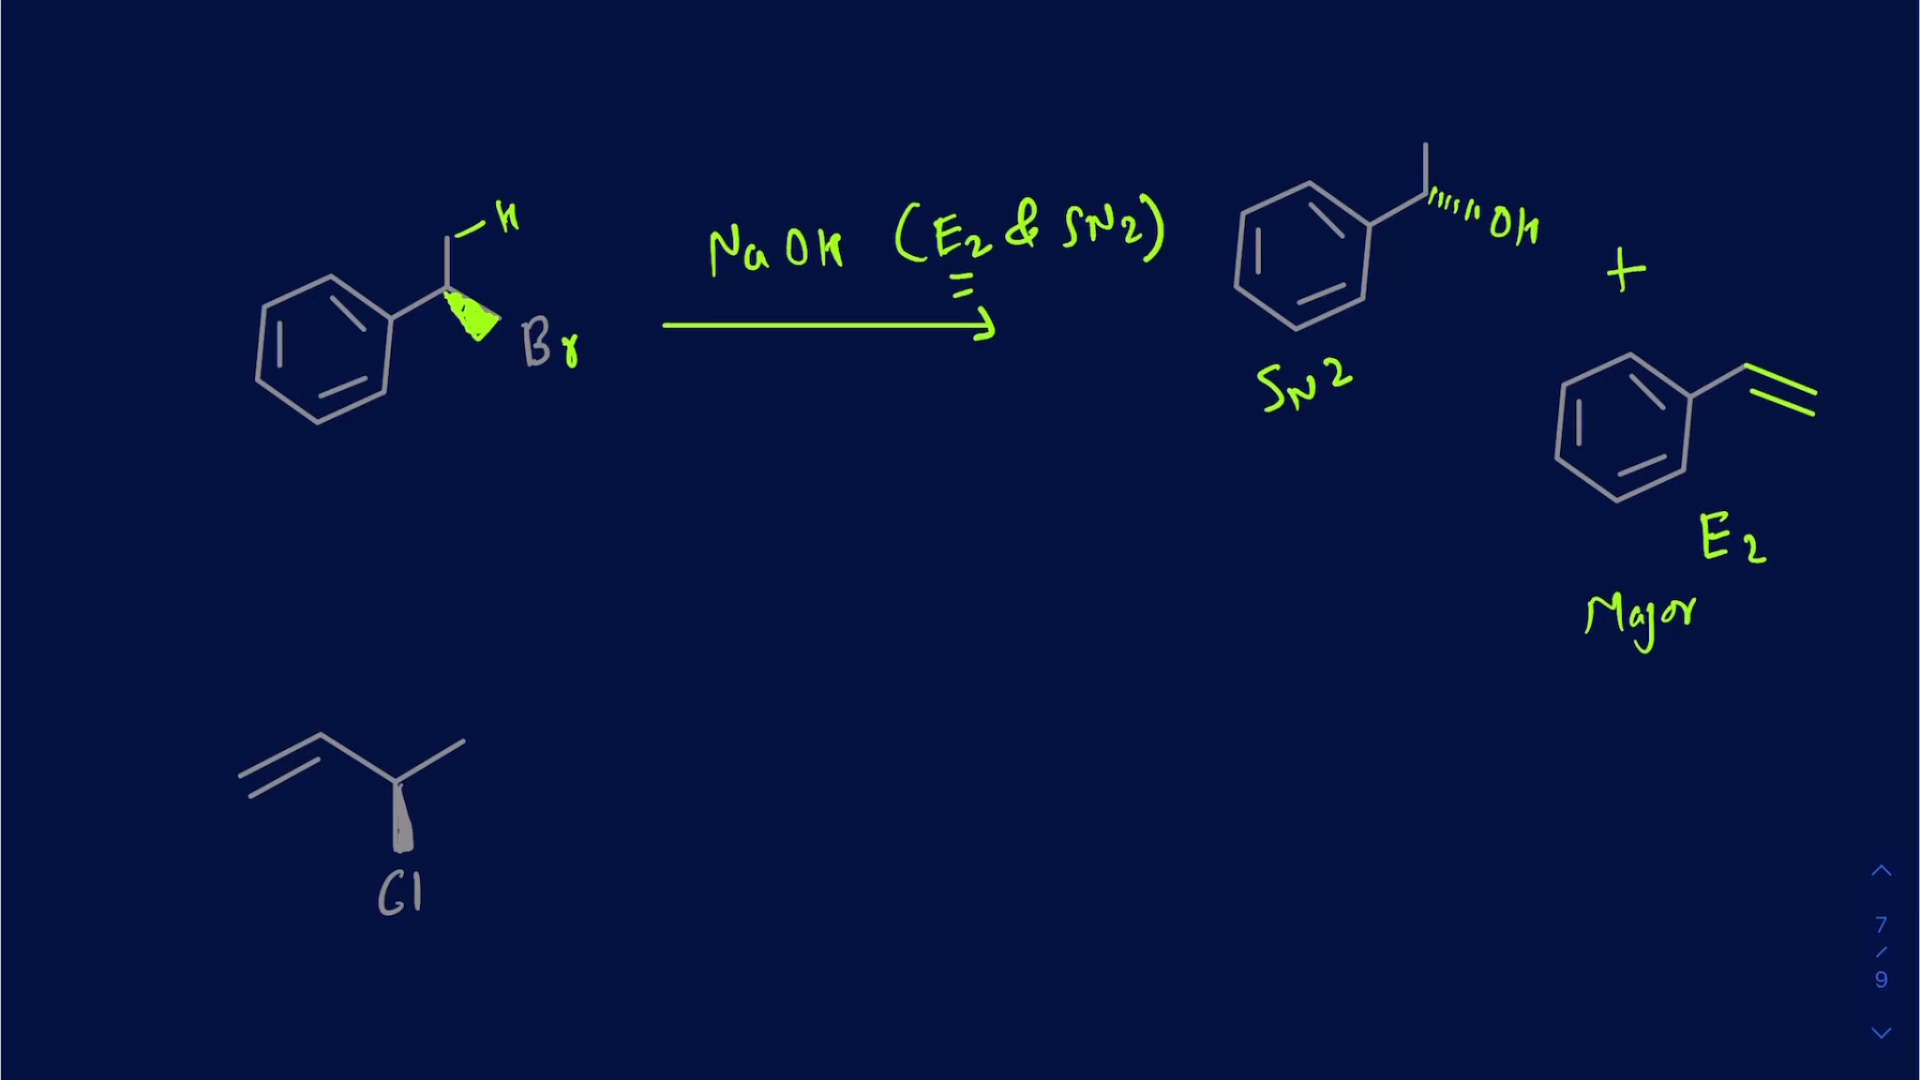 H
Br
NaOH (E2 & SN2)
OH
+
SN2
E2
Major
Cl
7
/
9